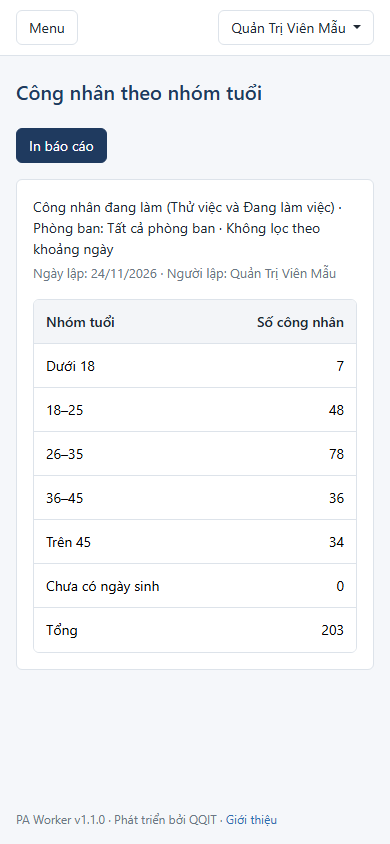 Menu
Quản Trị Viên Mẫu
Công nhân theo nhóm tuổi
In báo cáo
Công nhân đang làm (Thử việc và Đang làm việc) ·
Phòng ban: Tất cả phòng ban · Không lọc theo
khoảng ngày
Ngày lập: 24/11/2026 · Người lập: Quản Trị Viên Mẫu
Nhóm tuổi Số công nhân
Dưới 18 7
18–25 48
26–35 78
36–45 36
Trên 45 34
Chưa có ngày sinh 0
Tổng 203
PA Worker v1.1.0 · Phát triển bởi QQIT · Giới thiệu